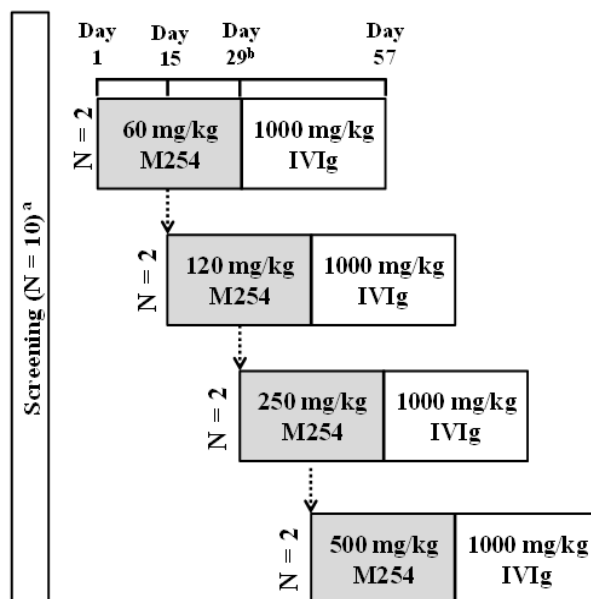 Day Day Day Day
1 15 29b 57
Screening (N = 10) a
N = 2
60 mg/kg 1000 mg/kg
M254 IVIg
N = 2
120 mg/kg 1000 mg/kg
M254 IVIg
N = 2
250 mg/kg 1000 mg/kg
M254 IVIg
N = 2
500 mg/kg 1000 mg/kg
M254 IVIg